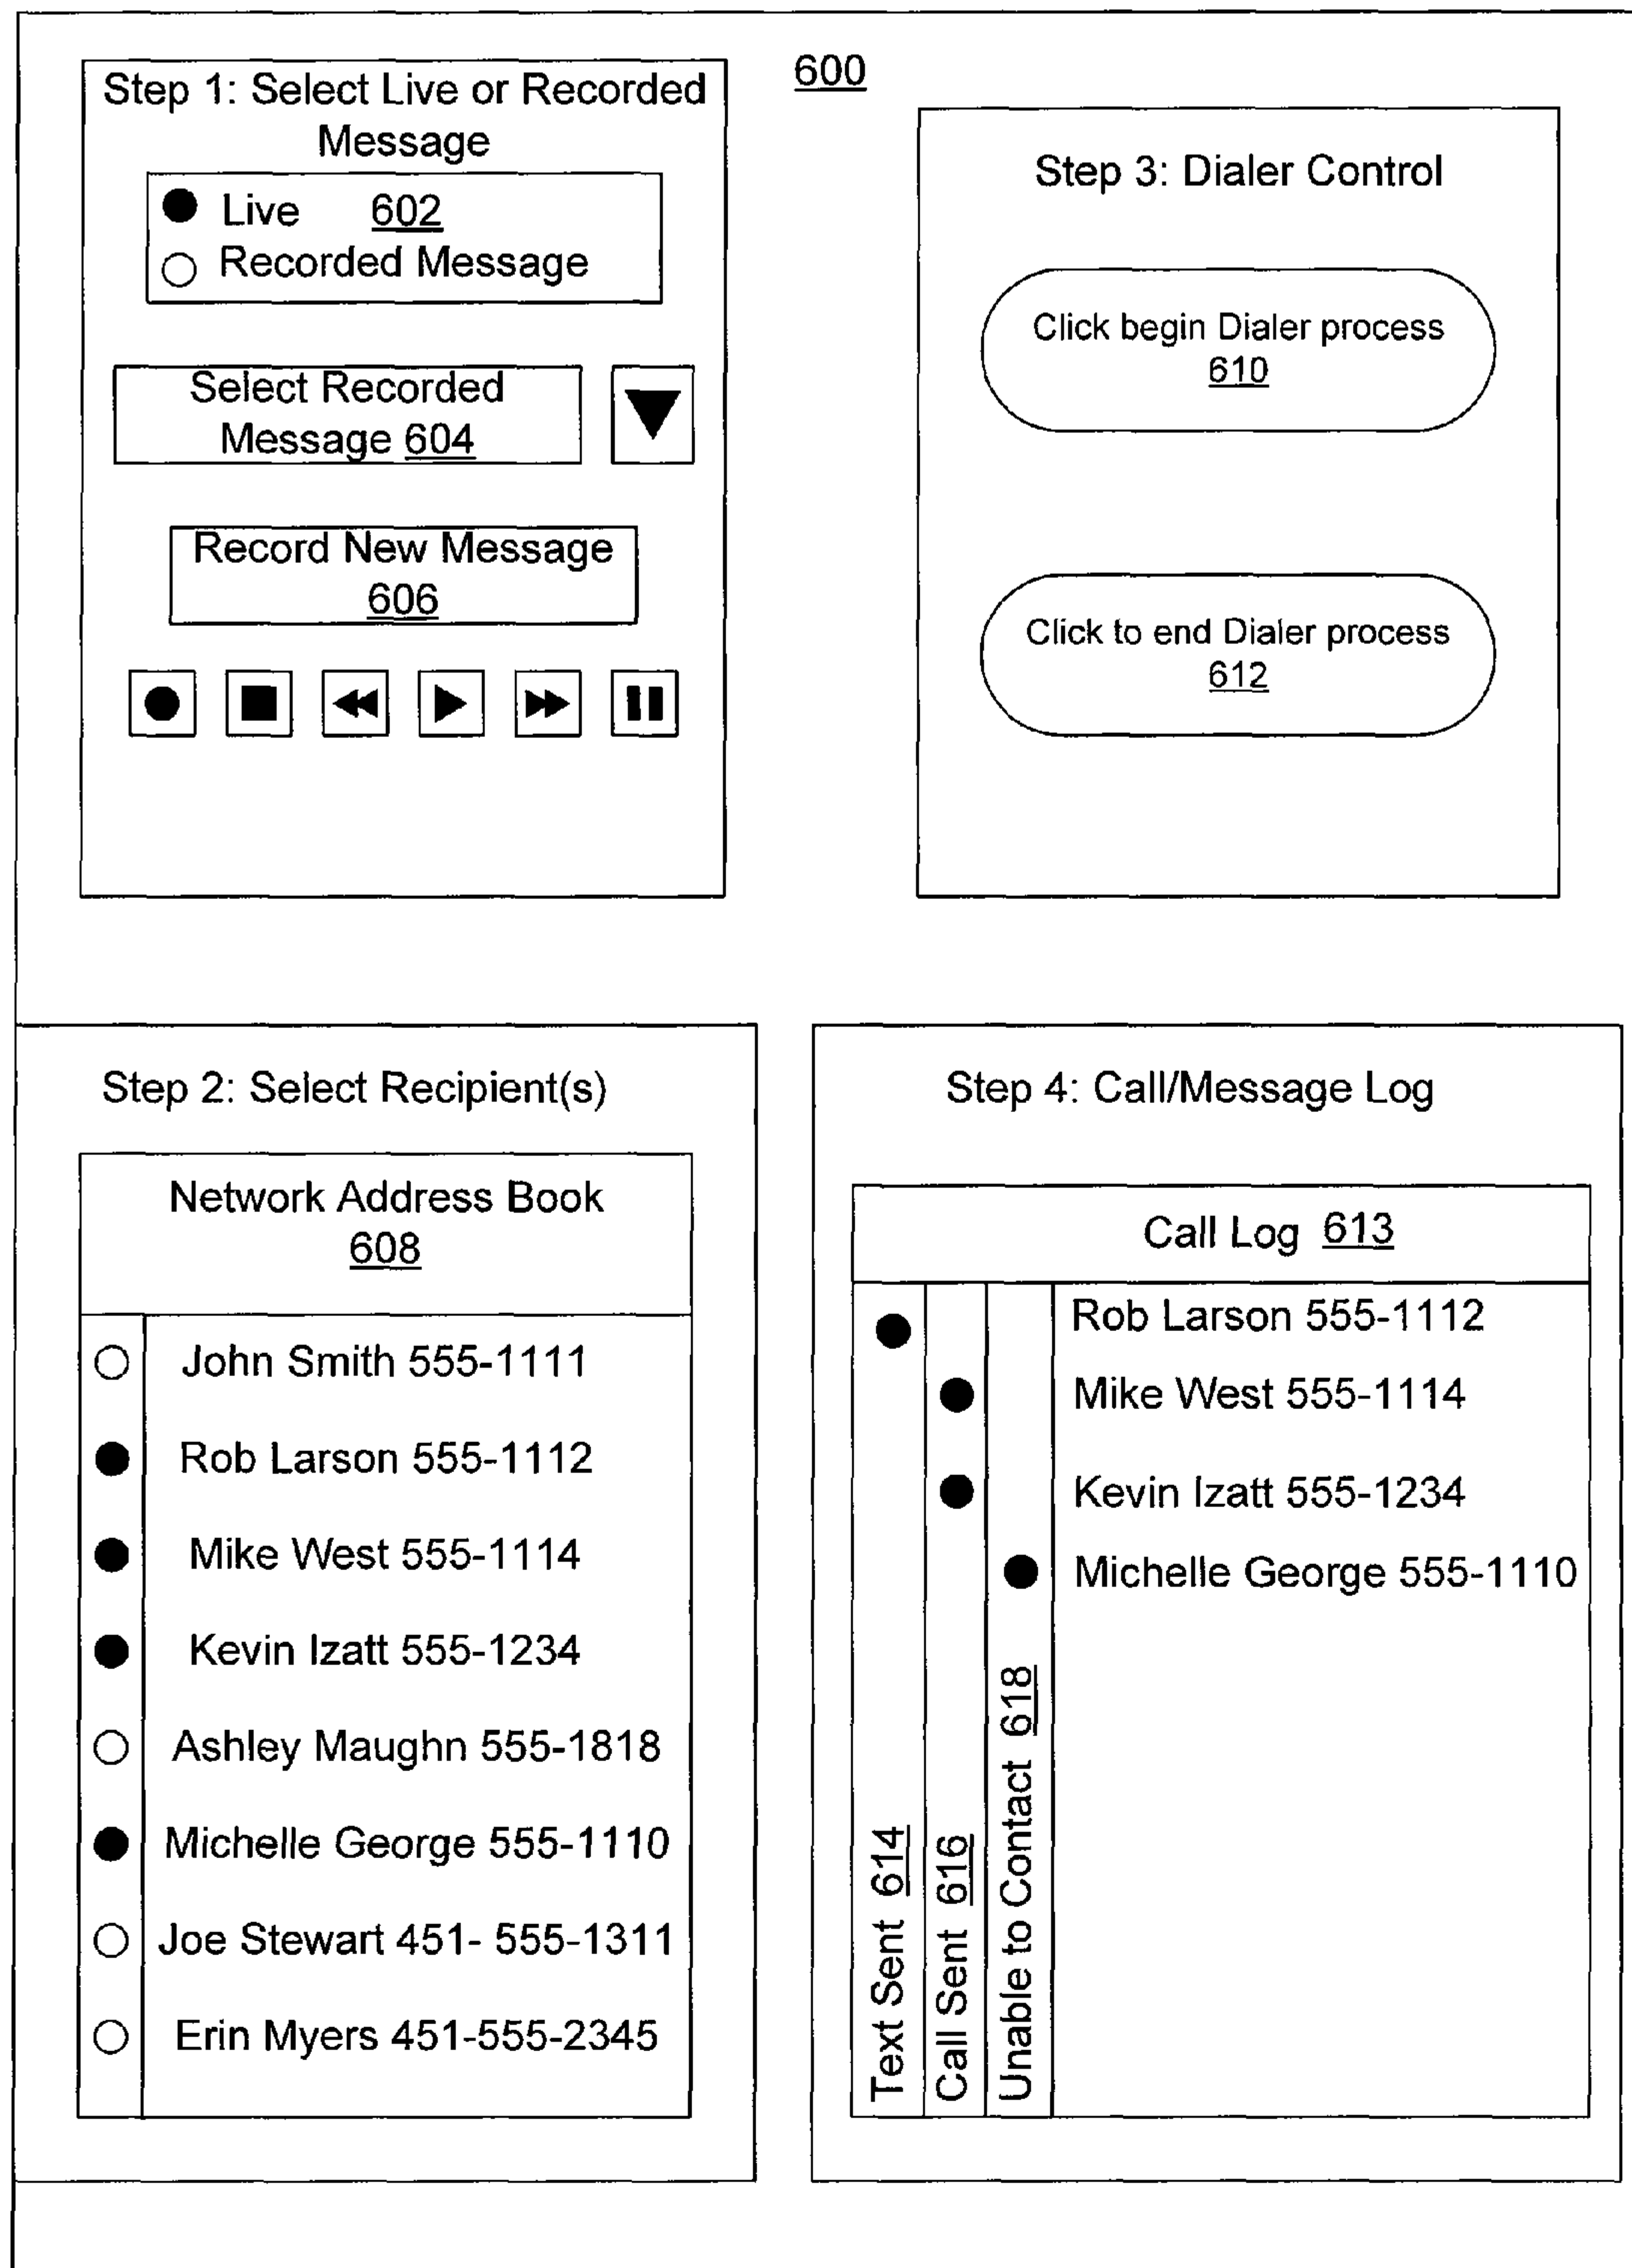 600
Step 1: Select Live or Recorded
Message
Live 602
Recorded Message
Select Recorded
Message 604
Record New Message
606
Step 3: Dialer Control
Click begin Dialer process
610
Click to end Dialer process
612
Step 2: Select Recipient(s)
Network Address Book
608
John Smith 555-1111
Rob Larson 555-1112
Mike West 555-1114
Kevin Izatt 555-1234
Ashley Maughn 555-1818
Michelle George 555-1110
Joe Stewart 451- 555-1311
Erin Myers 451-555-2345
Step 4: Call/Message Log
Call Log 613
Rob Larson 555-1112
Mike West 555-1114
Kevin Izatt 555-1234
Michelle George 555-1110
Text Sent 614
Call Sent 616
Unable to Contact 618